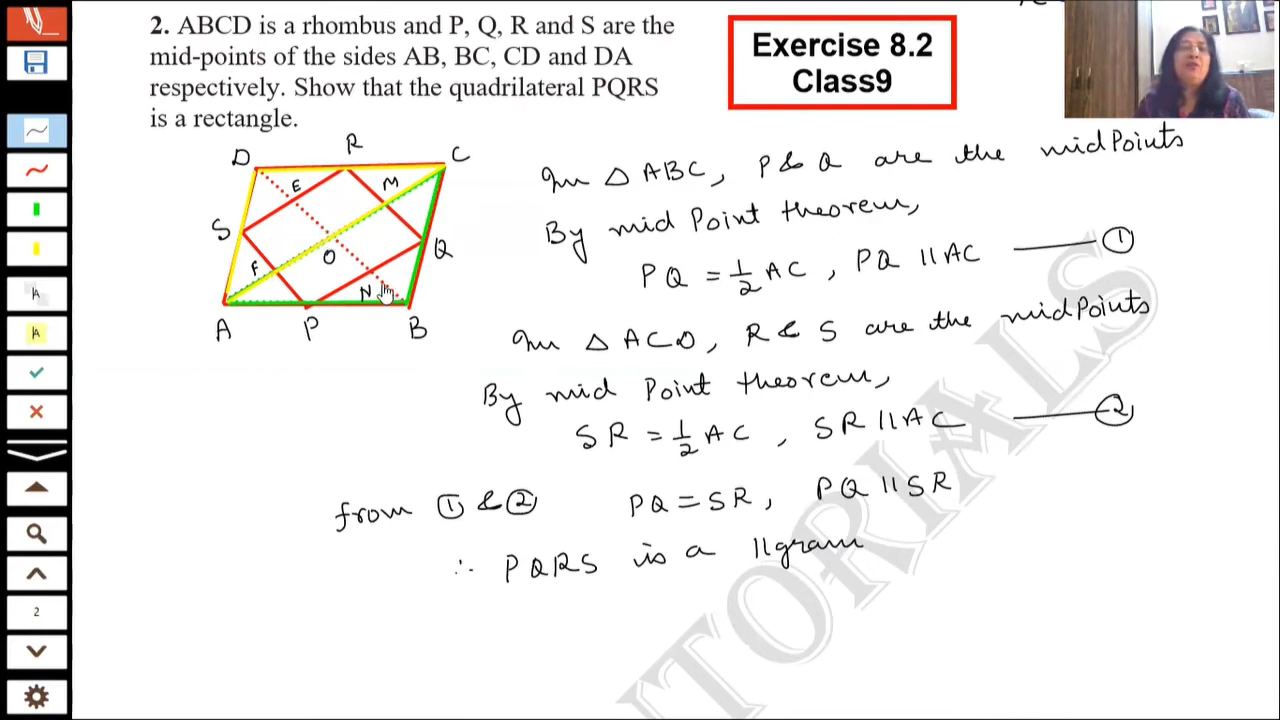 2. ABCD is a rhombus and P, Q, R and S are the
mid-points of the sides AB, BC, CD and DA
respectively. Show that the quadrilateral PQRS
is a rectangle.
Exercise 8.2
Class9
D R C
E M
S O Q
F N
A P B
In △ ABC, P & Q are the midPoints
By mid Point theorem,
PQ = 1/2 AC, PQ || AC ——— ①
In △ ACD, R & S are the midPoints
By mid Point theorem,
SR = 1/2 AC, SR || AC ——— ②
from ① & ② PQ = SR, PQ || SR
∴ PQRS is a ||gram
2